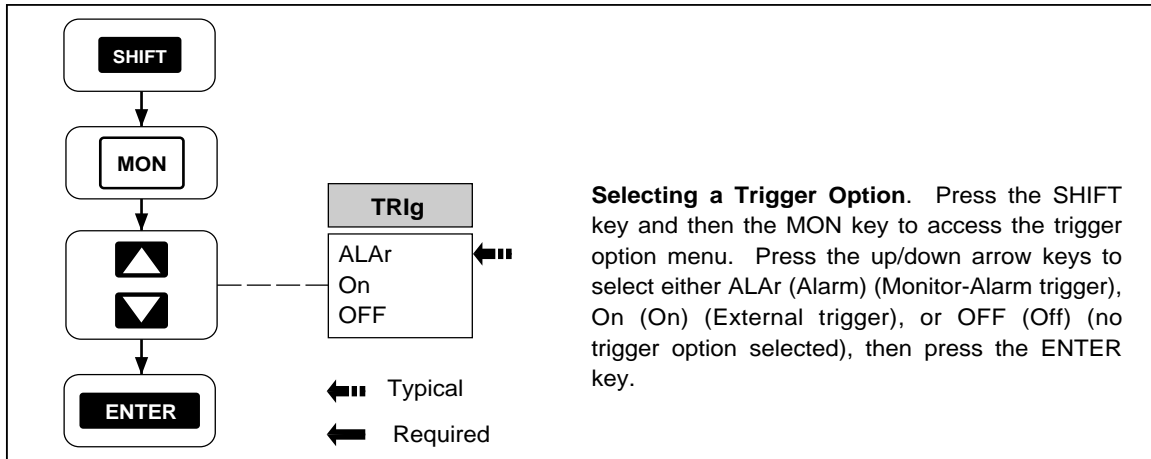 SHIFT
MON
TRIg
ALAr
On
OFF
ENTER
Typical
Required
Selecting a Trigger Option. Press the SHIFT
key and then the MON key to access the trigger
option menu. Press the up/down arrow keys to
select either ALAr (Alarm) (Monitor-Alarm trigger),
On (On) (External trigger), or OFF (Off) (no
trigger option selected), then press the ENTER
key.